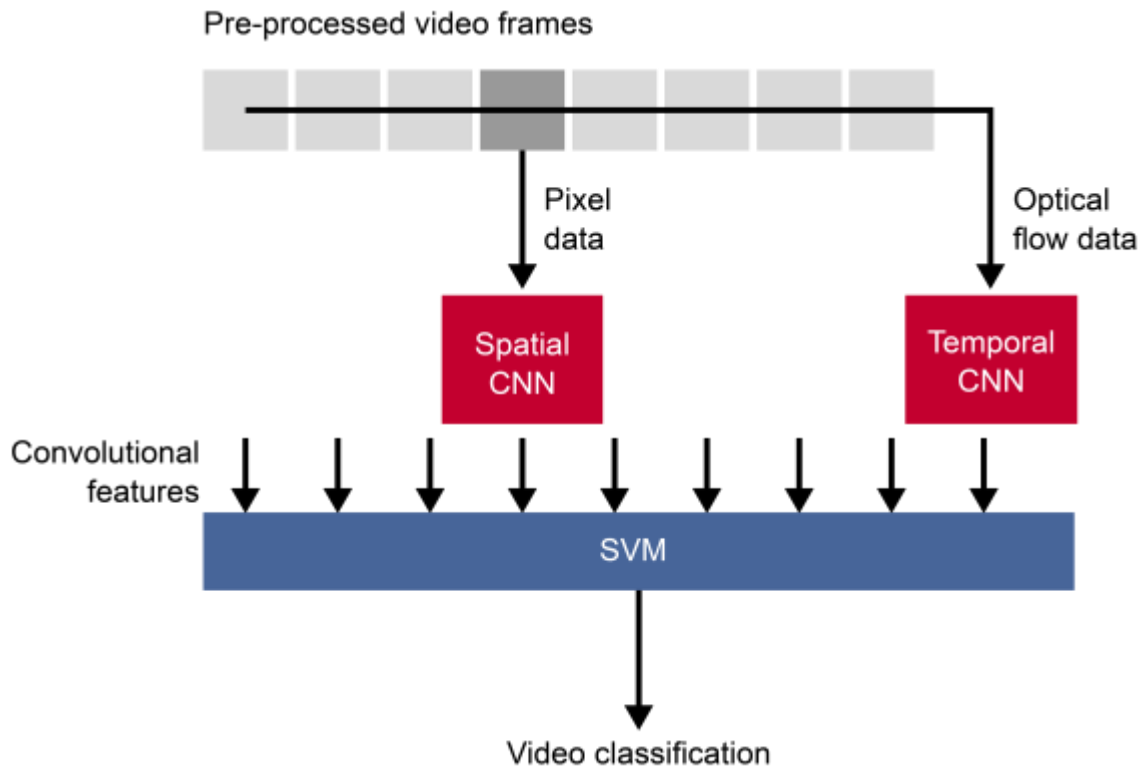 Pre-processed video frames
Pixel
data
Optical
flow data
Spatial
CNN
Temporal
CNN
Convolutional
features
SVM
Video classification